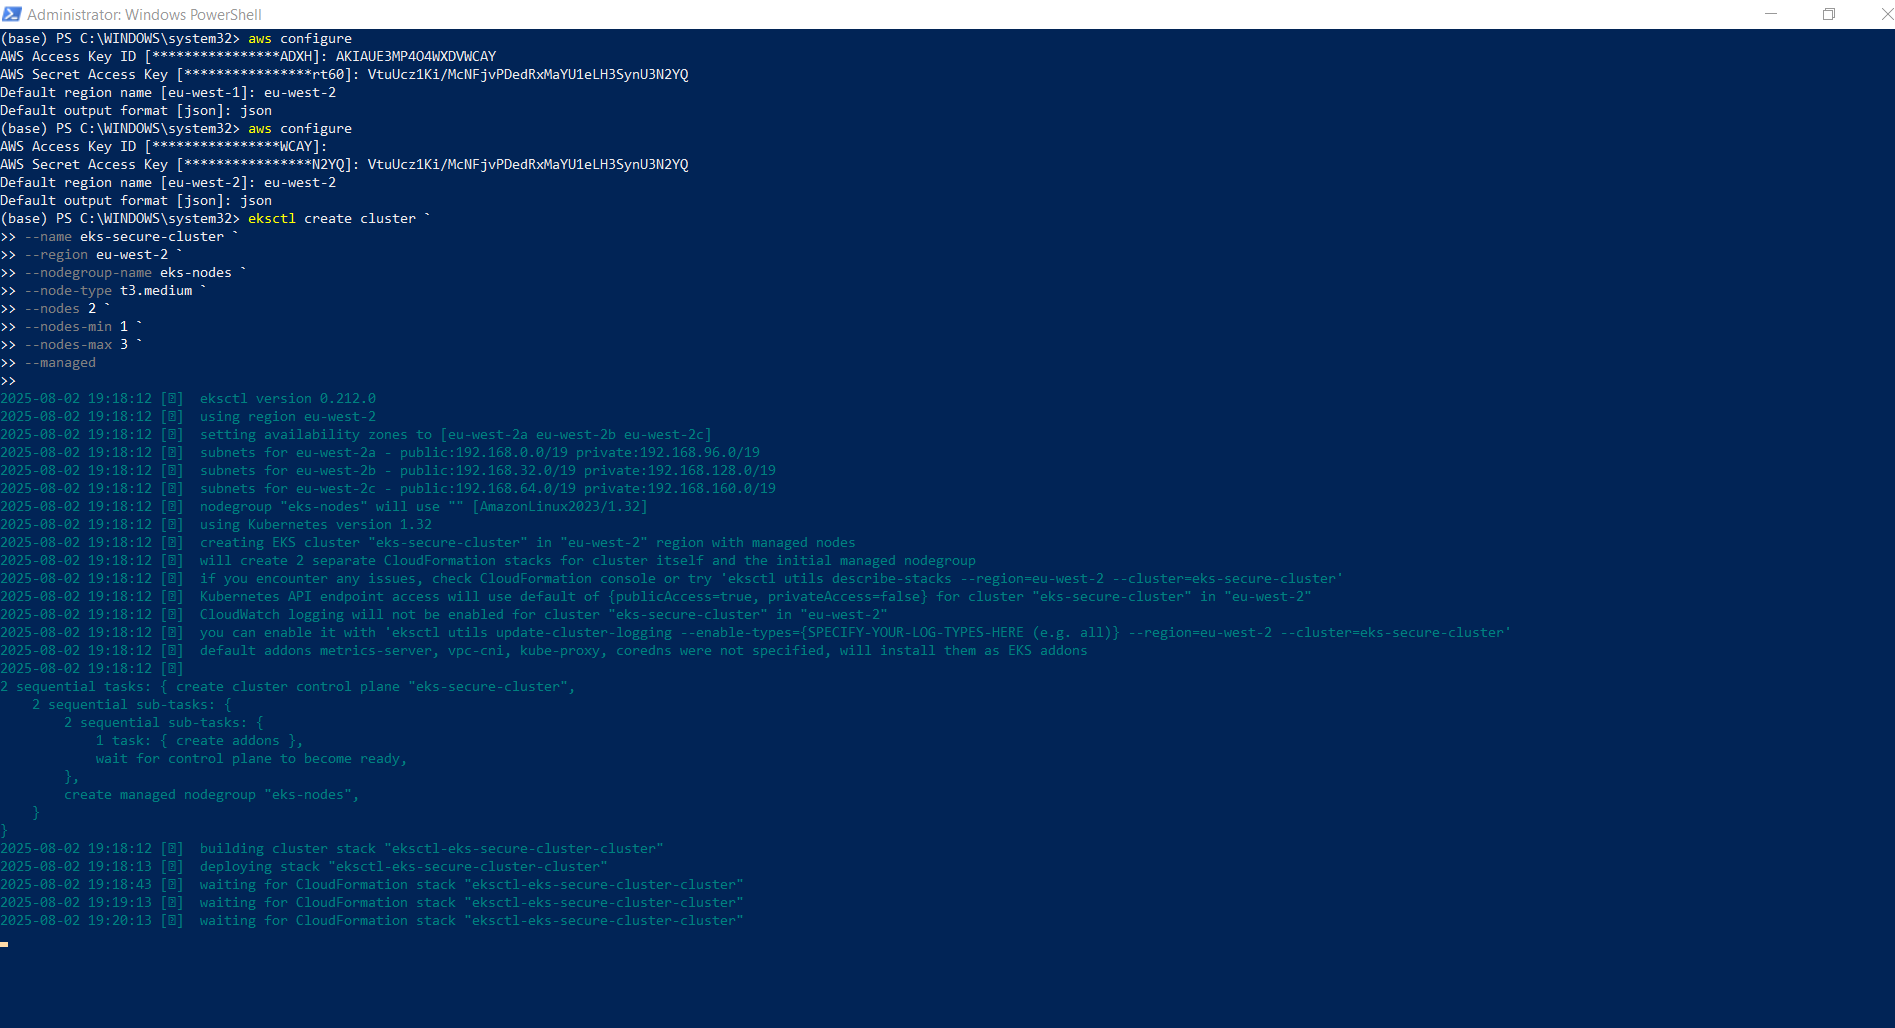 Administrator: Windows PowerShell
(base) PS C:\WINDOWS\system32> aws configure
AWS Access Key ID [****************ADXH]: AKIAUE3MP4O4WXDVWCAY
AWS Secret Access Key [****************rt60]: 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
Default region name [eu-west-1]: eu-west-2
Default output format [json]: json
(base) PS C:\WINDOWS\system32> aws configure
AWS Access Key ID [****************WCAY]:
AWS Secret Access Key [****************N2YQ]: VtuUcz1Ki/McNFjvPDedRxMaYU1eLH3SynU3N2YQ
Default region name [eu-west-2]: eu-west-2
Default output format [json]: json
(base) PS C:\WINDOWS\system32> eksctl create cluster `
>> --name eks-secure-cluster `
>> --region eu-west-2 `
>> --nodegroup-name eks-nodes `
>> --node-type t3.medium `
>> --nodes 2 `
>> --nodes-min 1 `
>> --nodes-max 3 `
>> --managed
>>
2025-08-02 19:18:12 [?]  eksctl version 0.212.0
2025-08-02 19:18:12 [?]  using region eu-west-2
2025-08-02 19:18:12 [?]  setting availability zones to [eu-west-2a eu-west-2b eu-west-2c]
2025-08-02 19:18:12 [?]  subnets for eu-west-2a - public:192.168.0.0/19 private:192.168.96.0/19
2025-08-02 19:18:12 [?]  subnets for eu-west-2b - public:192.168.32.0/19 private:192.168.128.0/19
2025-08-02 19:18:12 [?]  subnets for eu-west-2c - public:192.168.64.0/19 private:192.168.160.0/19
2025-08-02 19:18:12 [?]  nodegroup "eks-nodes" will use "" [AmazonLinux2023/1.32]
2025-08-02 19:18:12 [?]  using Kubernetes version 1.32
2025-08-02 19:18:12 [?]  creating EKS cluster "eks-secure-cluster" in "eu-west-2" region with managed nodes
2025-08-02 19:18:12 [?]  will create 2 separate CloudFormation stacks for cluster itself and the initial managed nodegroup
2025-08-02 19:18:12 [?]  if you encounter any issues, check CloudFormation console or try 'eksctl utils describe-stacks --region=eu-west-2 --cluster=eks-secure-cluster'
2025-08-02 19:18:12 [?]  Kubernetes API endpoint access will use default of {publicAccess=true, privateAccess=false} for cluster "eks-secure-cluster" in "eu-west-2"
2025-08-02 19:18:12 [?]  CloudWatch logging will not be enabled for cluster "eks-secure-cluster" in "eu-west-2"
2025-08-02 19:18:12 [?]  you can enable it with 'eksctl utils update-cluster-logging --enable-types={SPECIFY-YOUR-LOG-TYPES-HERE (e.g. all)} --region=eu-west-2 --cluster=eks-secure-cluster'
2025-08-02 19:18:12 [?]  default addons metrics-server, vpc-cni, kube-proxy, coredns were not specified, will install them as EKS addons
2025-08-02 19:18:12 [?]
2 sequential tasks: { create cluster control plane "eks-secure-cluster",
    2 sequential sub-tasks: {
        2 sequential sub-tasks: {
            1 task: { create addons },
            wait for control plane to become ready,
        },
        create managed nodegroup "eks-nodes",
    }
}
2025-08-02 19:18:12 [?]  building cluster stack "eksctl-eks-secure-cluster-cluster"
2025-08-02 19:18:13 [?]  deploying stack "eksctl-eks-secure-cluster-cluster"
2025-08-02 19:18:43 [?]  waiting for CloudFormation stack "eksctl-eks-secure-cluster-cluster"
2025-08-02 19:19:13 [?]  waiting for CloudFormation stack "eksctl-eks-secure-cluster-cluster"
2025-08-02 19:20:13 [?]  waiting for CloudFormation stack "eksctl-eks-secure-cluster-cluster"